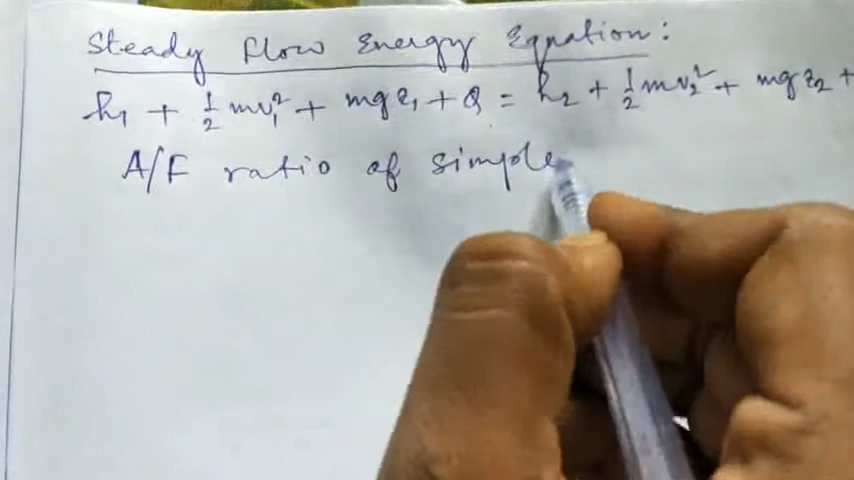 Steady Flow Energy Equation:
h₁ + ½ mv₁² + mgz₁ + Q = h₂ + ½ mv₂² + mgz₂ +
A/F ratio of simple